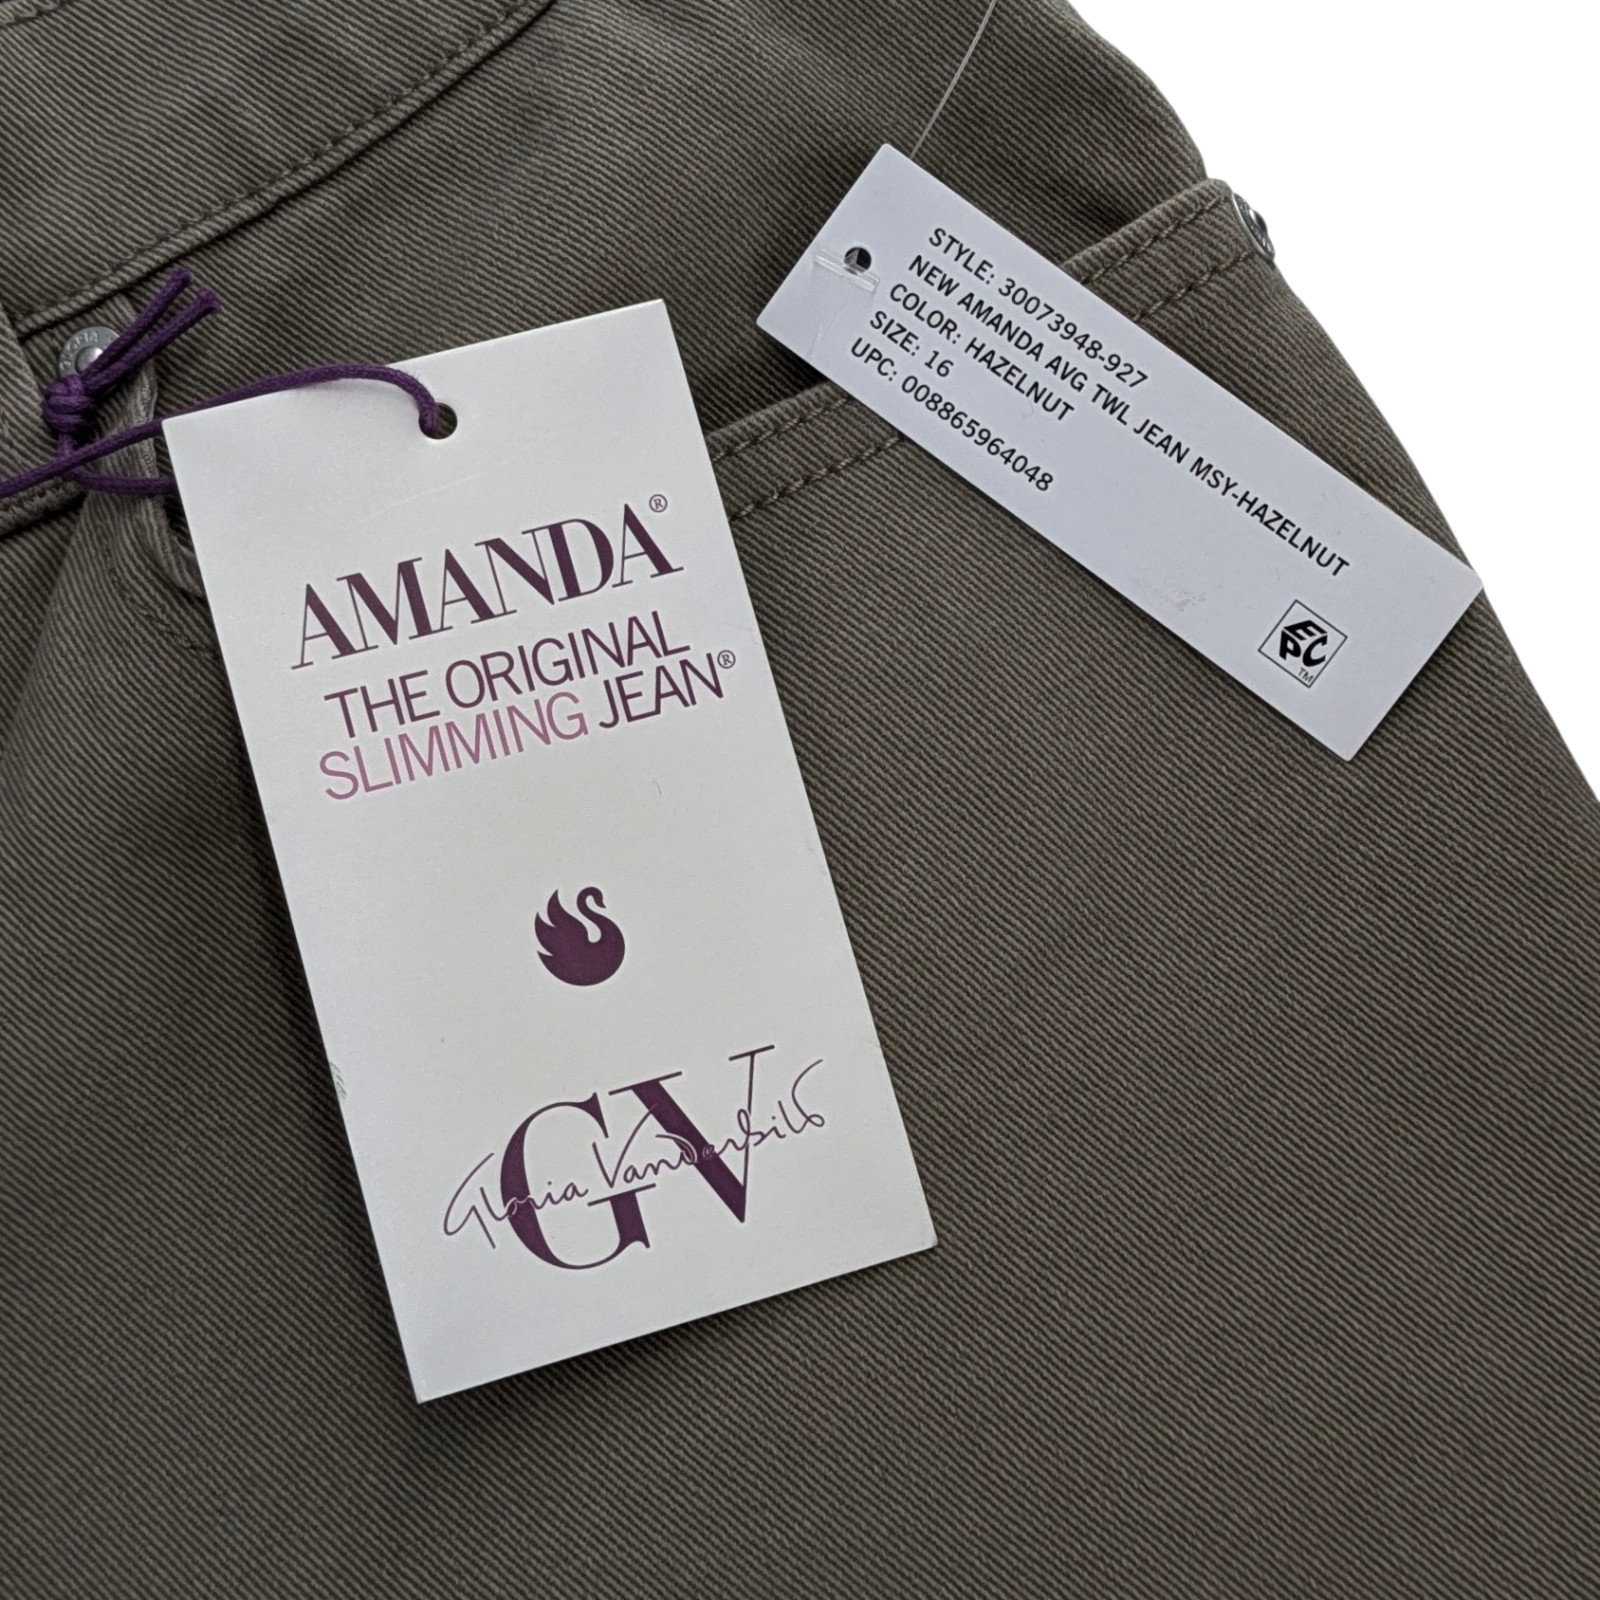 AMANDA®
THE ORIGINAL
SLIMMING JEAN®
GV
Gloria Vanderbilt
STYLE: 30073948-927
NEW AMANDA AVG TWL JEAN MSY-HAZELNUT
COLOR: HAZELNUT
SIZE: 16
UPC: 008865964048
EPC
TM